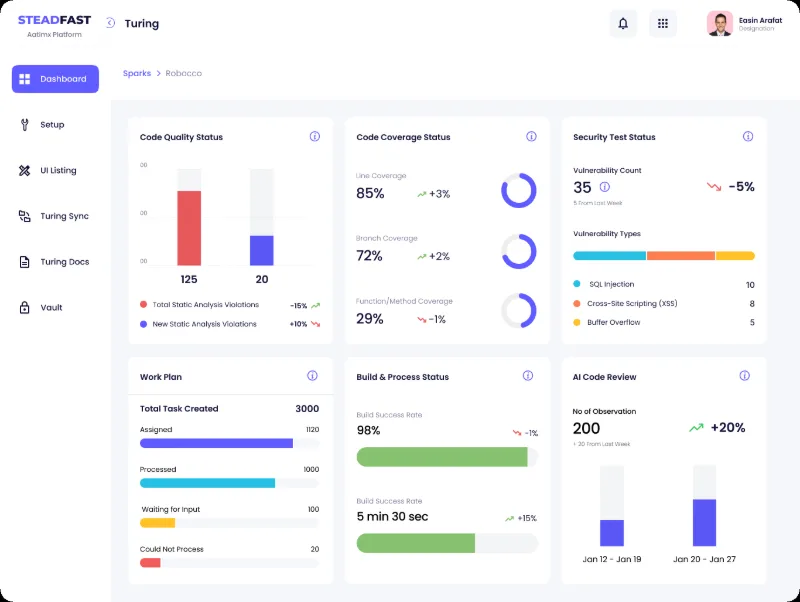 STEADFAST
Aatimx Platform
Turing
Easin Arafat
Designation
Dashboard
Setup
UI Listing
Turing Sync
Turing Docs
Vault
Sparks > Robocco
Code Quality Status
00
00
00
125
20
Total Static Analysis Violations
-15%
New Static Analysis Violations
+10%
Code Coverage Status
Line Coverage
85%
+3%
Branch Coverage
72%
+2%
Function/Method Coverage
29%
-1%
Security Test Status
Vulnerability Count
35
-5%
5 From Last Week
Vulnerability Types
SQL Injection
10
Cross-Site Scripting (XSS)
8
Buffer Overflow
5
Work Plan
Total Task Created
3000
Assigned
1120
Processed
1000
Waiting for Input
100
Could Not Process
20
Build & Process Status
Build Success Rate
98%
-1%
Build Success Rate
5 min 30 sec
+15%
AI Code Review
No of Observation
200
+20%
+ 20 From Last Week
Jan 12 - Jan 19
Jan 20 - Jan 27